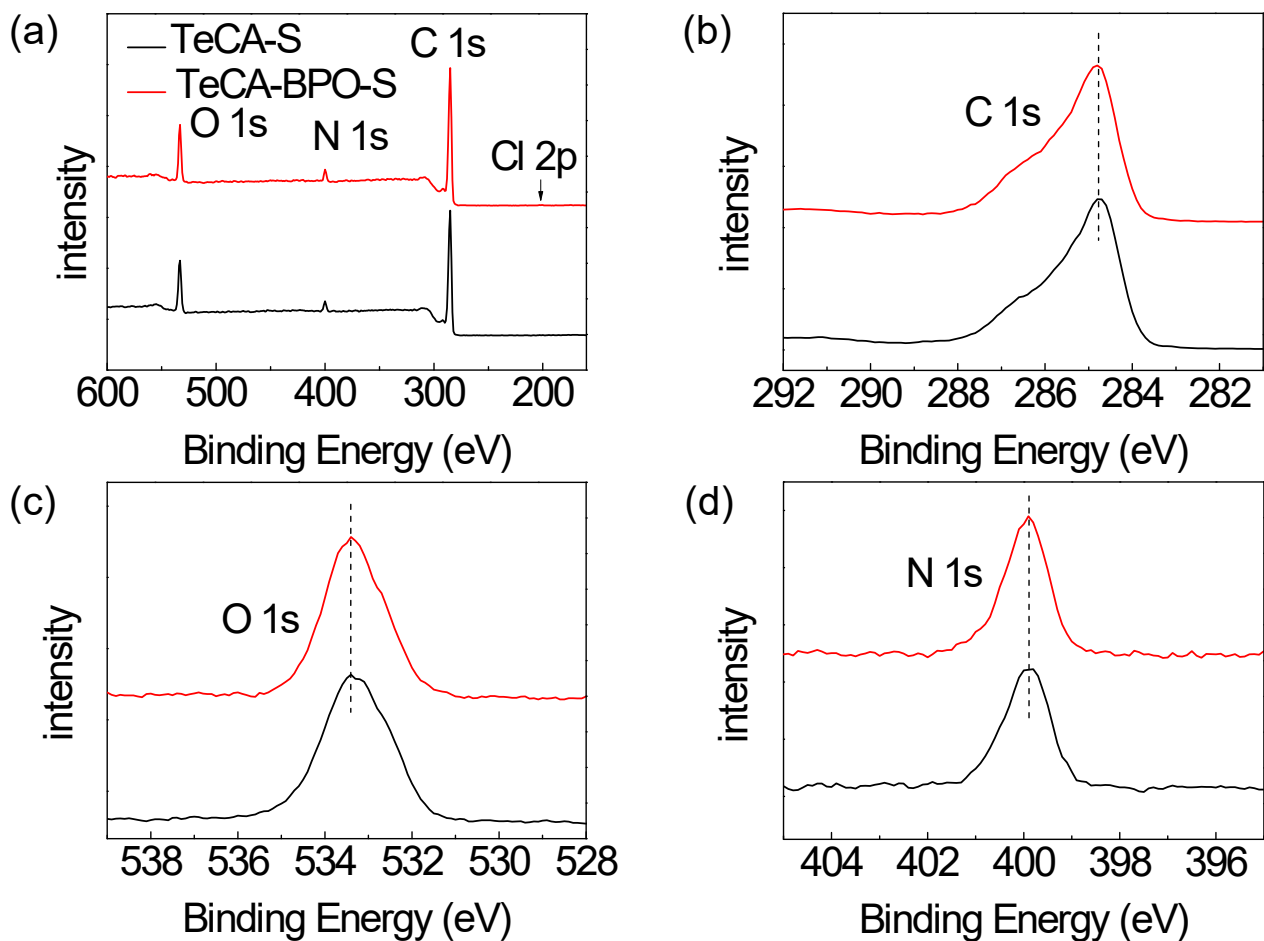 (a)
TeCA-S
TeCA-BPO-S
C 1s
O 1s
N 1s
Cl 2p
intensity
600 500 400 300 200
Binding Energy (eV)
(b)
C 1s
intensity
292 290 288 286 284 282
Binding Energy (eV)
(c)
O 1s
intensity
538 536 534 532 530 528
Binding Energy (eV)
(d)
N 1s
intensity
404 402 400 398 396
Binding Energy (eV)